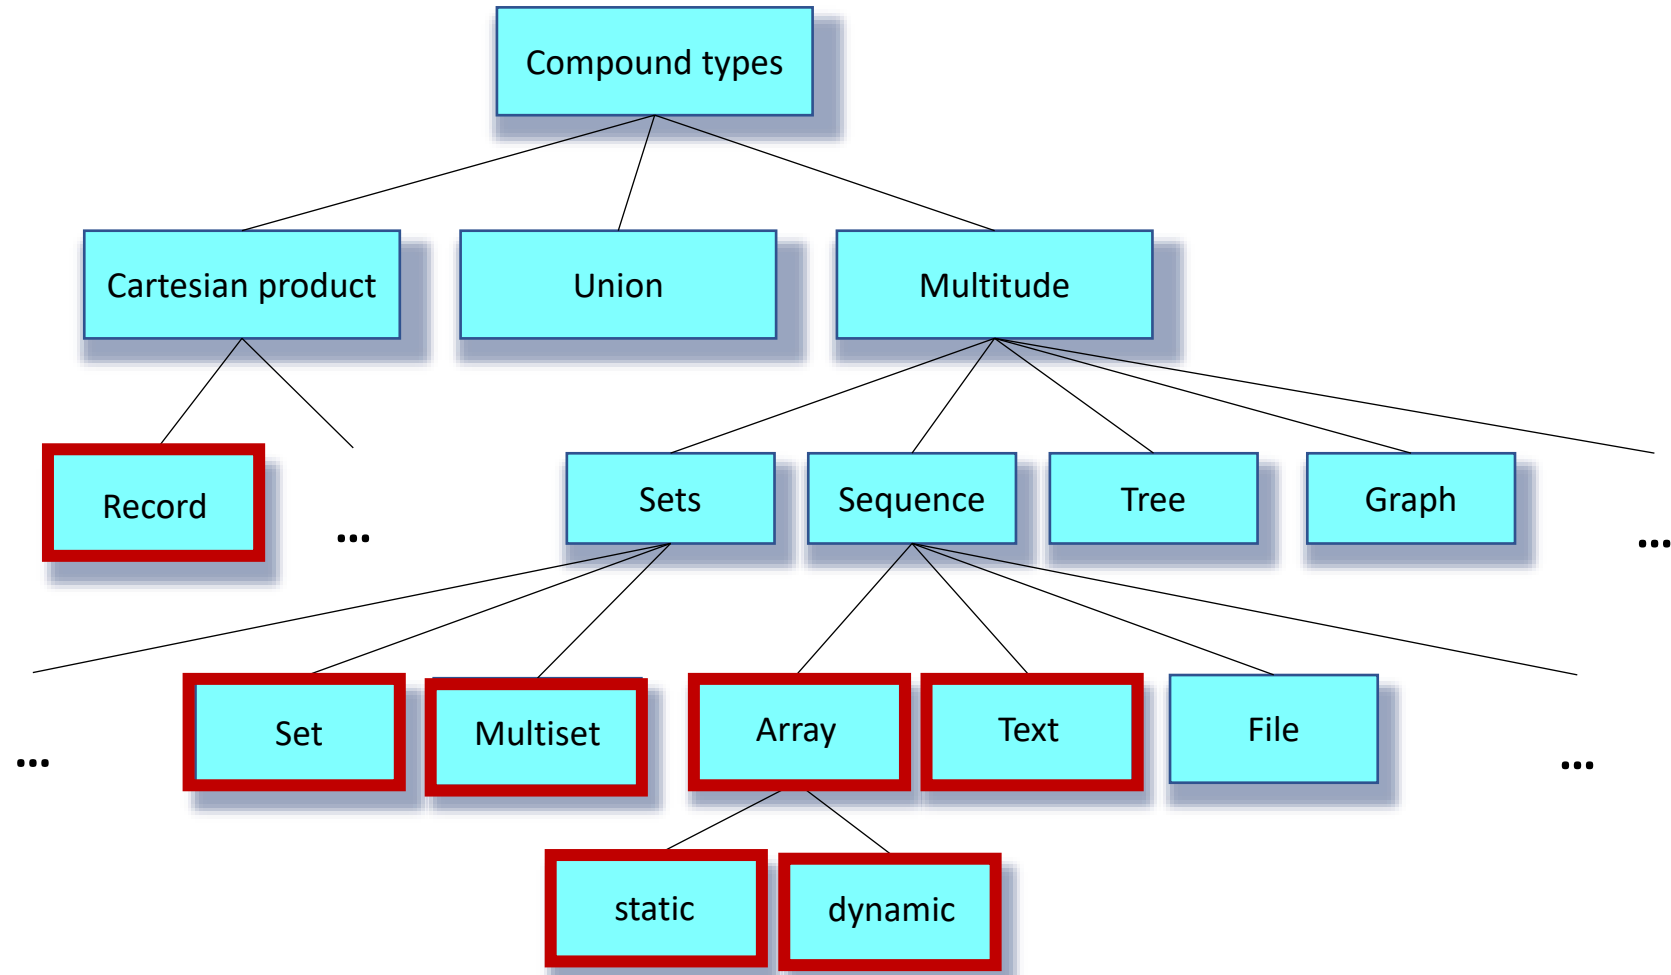 Compound types
Cartesian product
Union
Multitude
Record
...
Sets
Sequence
Tree
Graph
...
...
Set
Multiset
Array
Text
File
...
static
dynamic